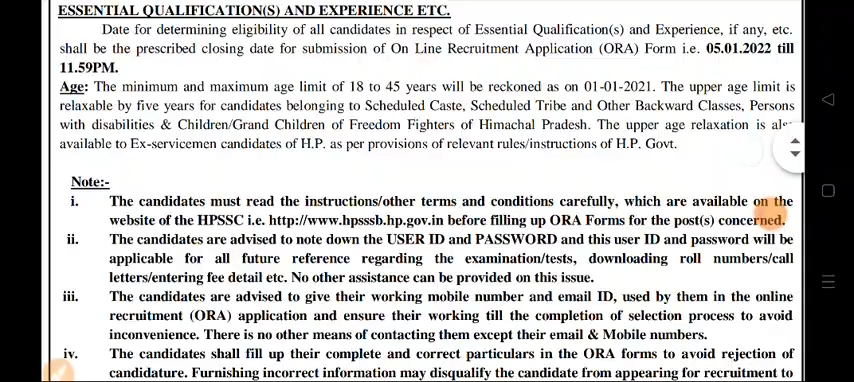 ESSENTIAL QUALIFICATION(S) AND EXPERIENCE ETC.
Date for determining eligibility of all candidates in respect of Essential Qualification(s) and Experience, if any, etc.
shall be the prescribed closing date for submission of On Line Recruitment Application (ORA) Form i.e. 05.01.2022 till
11.59PM.
Age: The minimum and maximum age limit of 18 to 45 years will be reckoned as on 01-01-2021. The upper age limit is
relaxable by five years for candidates belonging to Scheduled Caste, Scheduled Tribe and Other Backward Classes, Persons
with disabilities & Children/Grand Children of Freedom Fighters of Himachal Pradesh. The upper age relaxation is
available to Ex-servicemen candidates of H.P. as per provisions of relevant rules/instructions of H.P. Govt.
Note:-
i. The candidates must read the instructions/other terms and conditions carefully, which are available on the
website of the HPSSC i.e. http://www.hpsssb.hp.gov.in before filling up ORA Forms for the post(s) concerned.
ii. The candidates are advised to note down the USER ID and PASSWORD and this user ID and password will be
applicable for all future reference regarding the examination/tests, downloading roll numbers/call
letters/entering fee detail etc. No other assistance can be provided on this issue.
iii. The candidates are advised to give their working mobile number and email ID, used by them in the online
recruitment (ORA) application and ensure their working till the completion of selection process to avoid
inconvenience. There is no other means of contacting them except their email & Mobile numbers.
iv. The candidates shall fill up their complete and correct particulars in the ORA forms to avoid rejection of
candidature. Furnishing incorrect information may disqualify the candidate from appearing for recruitment to